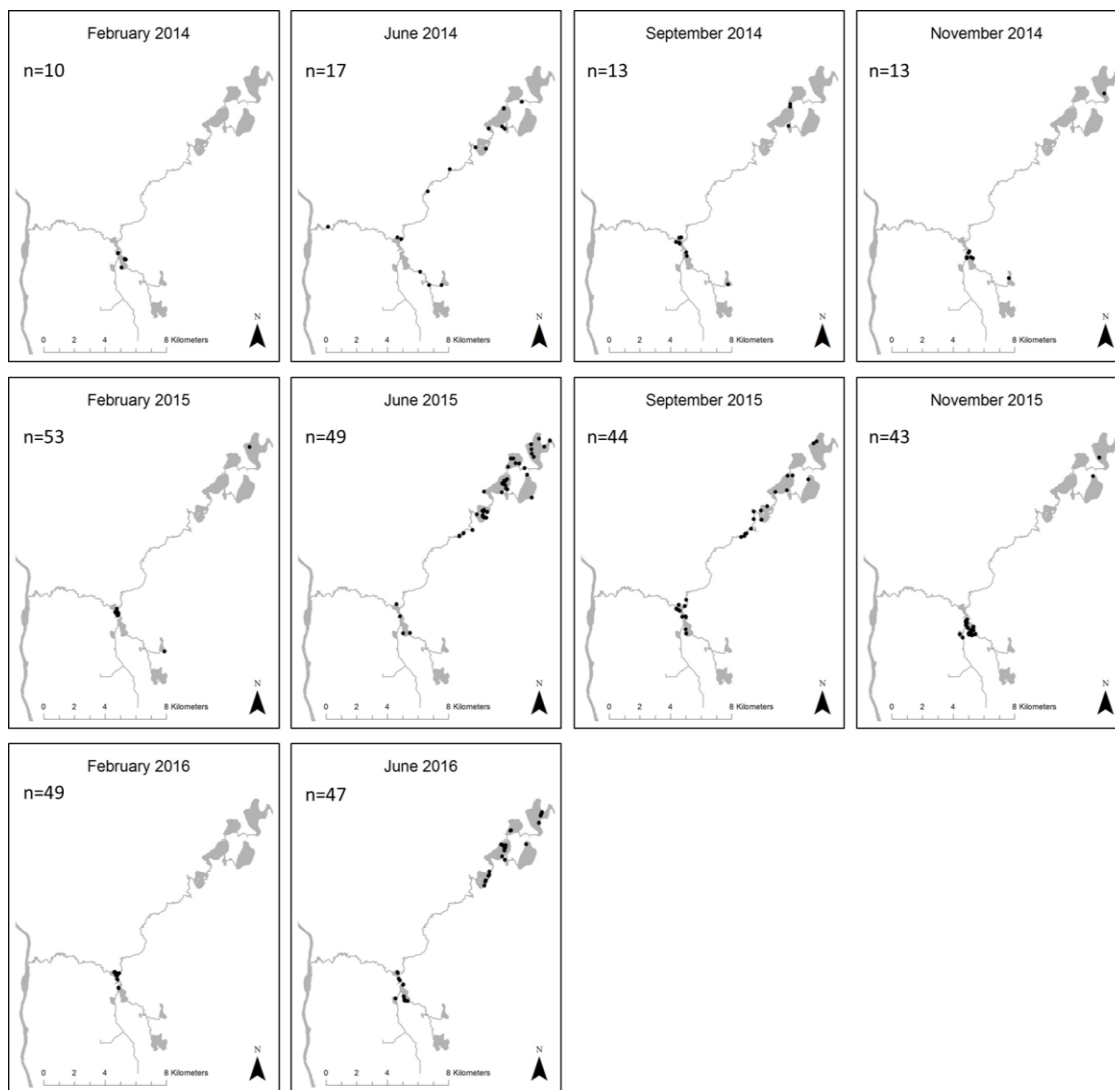 February 2014
n=10
N
0 2 4 8 Kilometers
June 2014
n=17
N
0 2 4 8 Kilometers
September 2014
n=13
N
0 2 4 8 Kilometers
November 2014
n=13
N
0 2 4 8 Kilometers
February 2015
n=53
N
0 2 4 8 Kilometers
June 2015
n=49
N
0 2 4 8 Kilometers
September 2015
n=44
N
0 2 4 8 Kilometers
November 2015
n=43
N
0 2 4 8 Kilometers
February 2016
n=49
N
0 2 4 8 Kilometers
June 2016
n=47
N
0 2 4 8 Kilometers